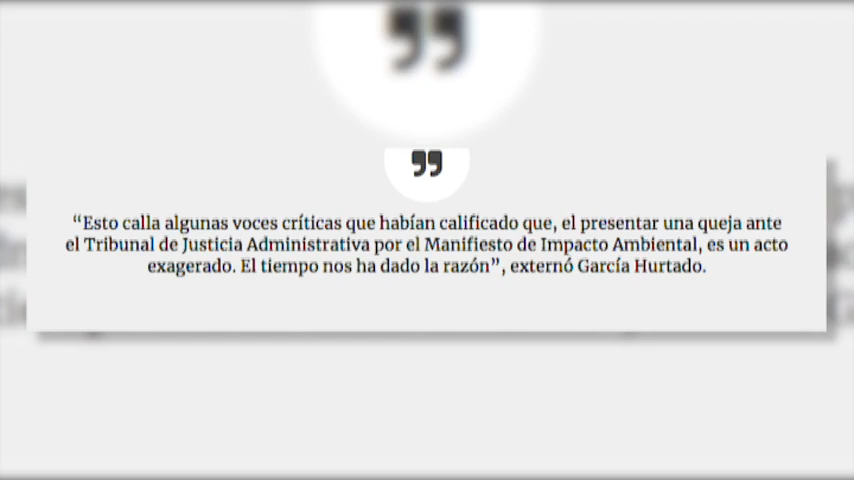 ”
”
“Esto calla algunas voces críticas que habían calificado que, el presentar una queja ante
el Tribunal de Justicia Administrativa por el Manifiesto de Impacto Ambiental, es un acto
exagerado. El tiempo nos ha dado la razón”, externó García Hurtado.